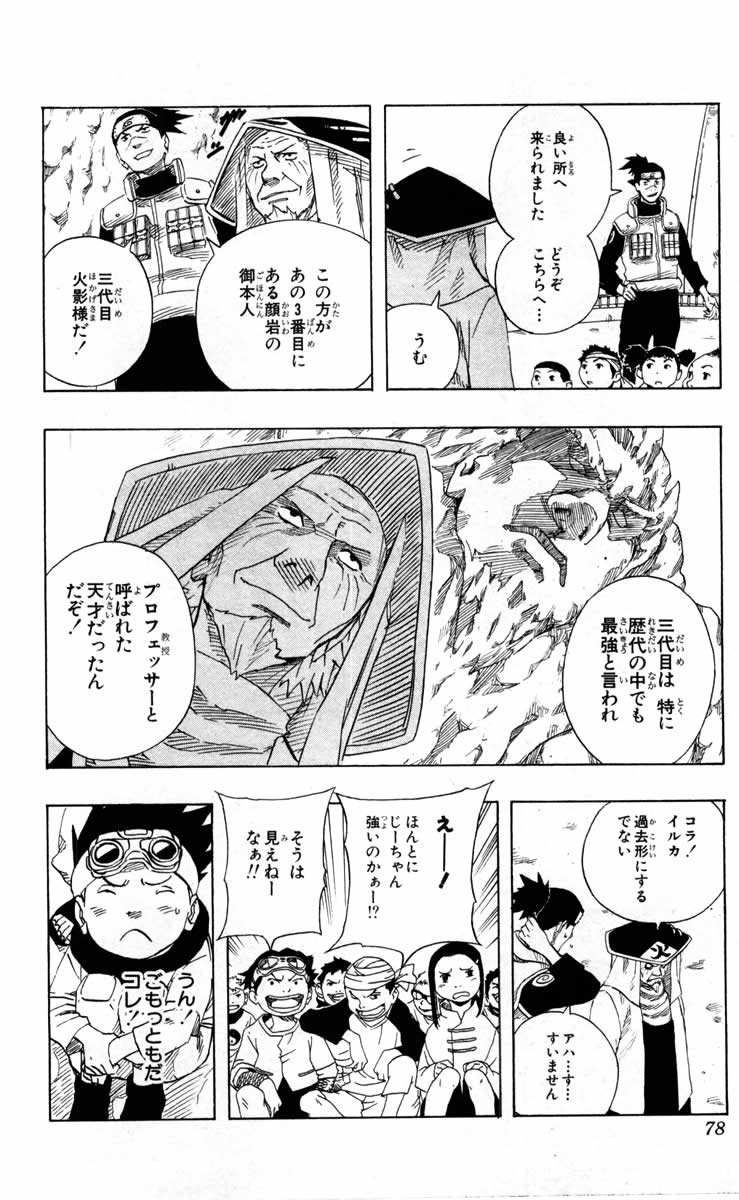 良い所へ
来られました
どうぞ
こちらへ…
うむ
この方が
あの3番目に
ある顔岩の
御本人
三代目
火影様だ!
三代目は 特に
歴代の中でも
最強と言われ
プロフェッサーと
呼ばれた
天才だったん
だぞ!
コラ!
イルカ
過去形にする
でない
アハ…す…
すいません
え——!
ほんとに
じーちゃん
強いのかぁー!?
そうは
見えねー
なぁ!!
うん!
ごもっともだ
コレ!
78